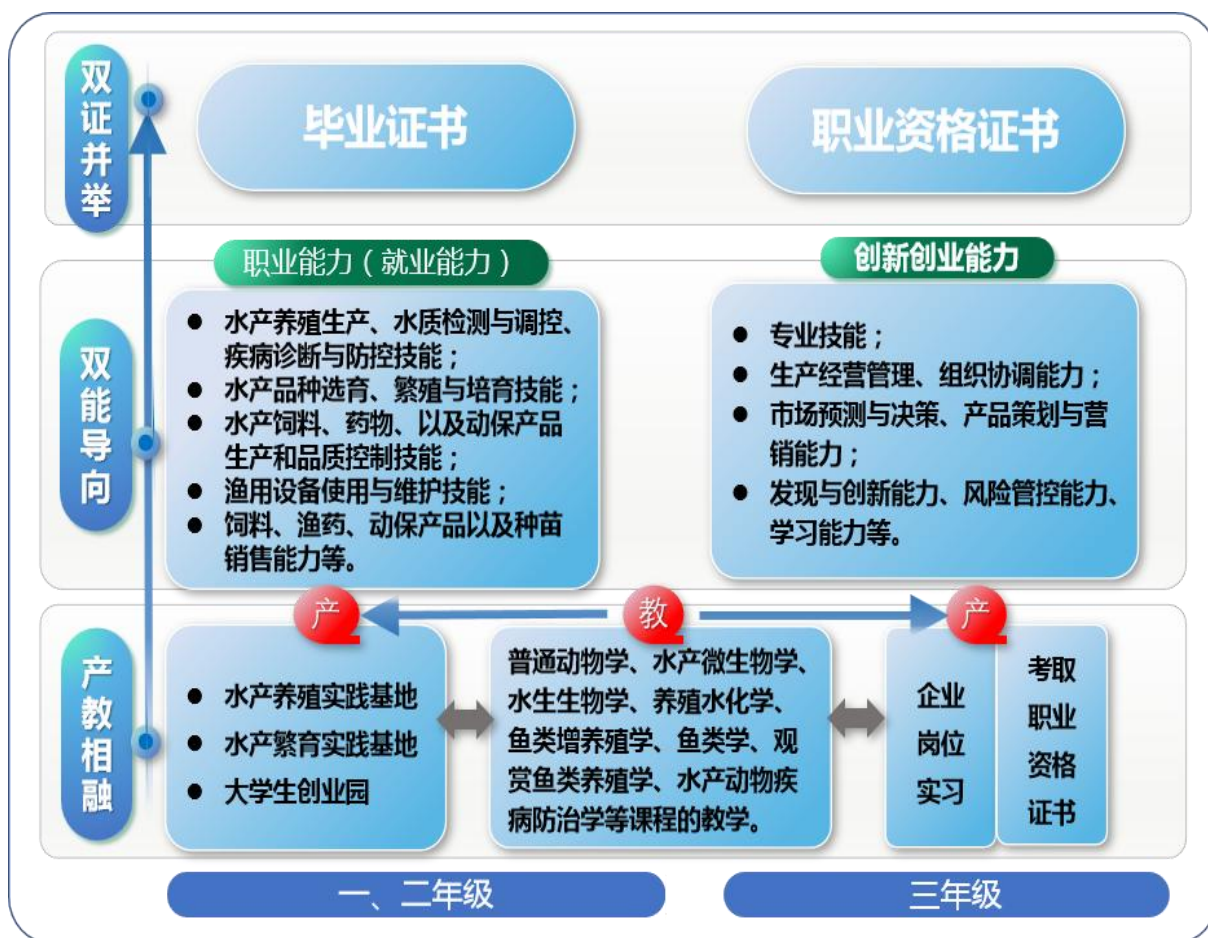 双证并举
毕业证书
职业资格证书
双能导向
职业能力（就业能力）
● 水产养殖生产、水质检测与调控、
疾病诊断与防控技能；
● 水产品种选育、繁殖与培育技能；
● 水产饲料、药物、以及动保产品
生产和品质控制技能；
● 渔用设备使用与维护技能；
● 饲料、渔药、动保产品以及种苗
销售能力等。
创新创业能力
● 专业技能；
● 生产经营管理、组织协调能力；
● 市场预测与决策、产品策划与营
销能力；
● 发现与创新能力、风险管控能力、
学习能力等。
产教相融
产
教
产
● 水产养殖实践基地
● 水产繁育实践基地
● 大学生创业园
普通动物学、水产微生物学、
水生生物学、养殖水化学、
鱼类增养殖学、鱼类学、观
赏鱼类养殖学、水产动物疾
病防治学等课程的教学。
企业
岗位
实习
考取
职业
资格
证书
一、二年级
三年级